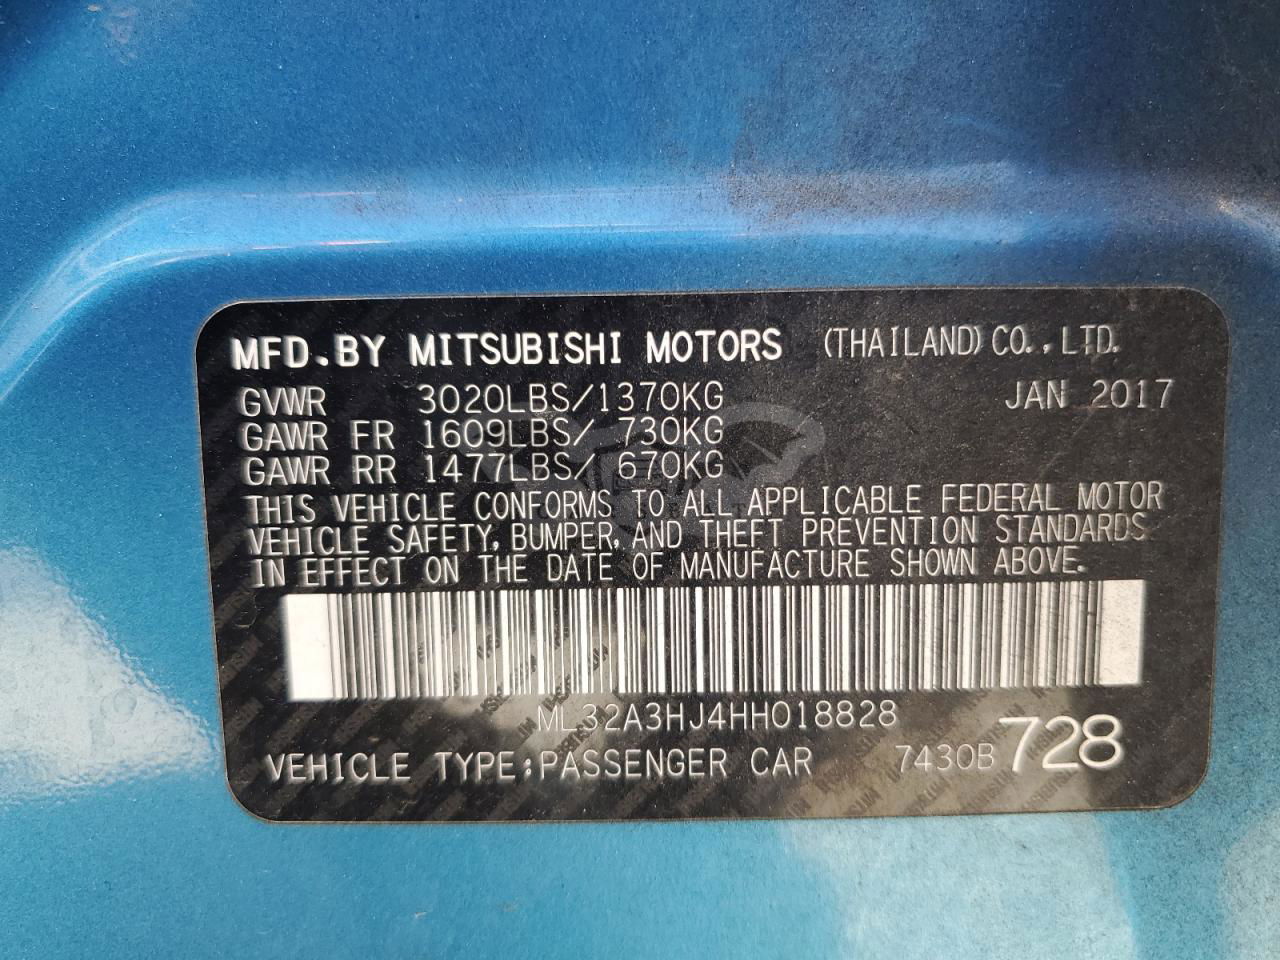 MFD.BY MITSUBISHI MOTORS (THAILAND) CO.,LTD.
GVWR 3020LBS/1370KG JAN 2017
GAWR FR 1609LBS/ 730KG
GAWR RR 1477LBS/ 670KG
THIS VEHICLE CONFORMS TO ALL APPLICABLE FEDERAL MOTOR
VEHICLE SAFETY, BUMPER, AND THEFT PREVENTION STANDARDS
IN EFFECT ON THE DATE OF MANUFACTURE SHOWN ABOVE.
ML32A3HJ4HH018828
VEHICLE TYPE:PASSENGER CAR 7430B 728